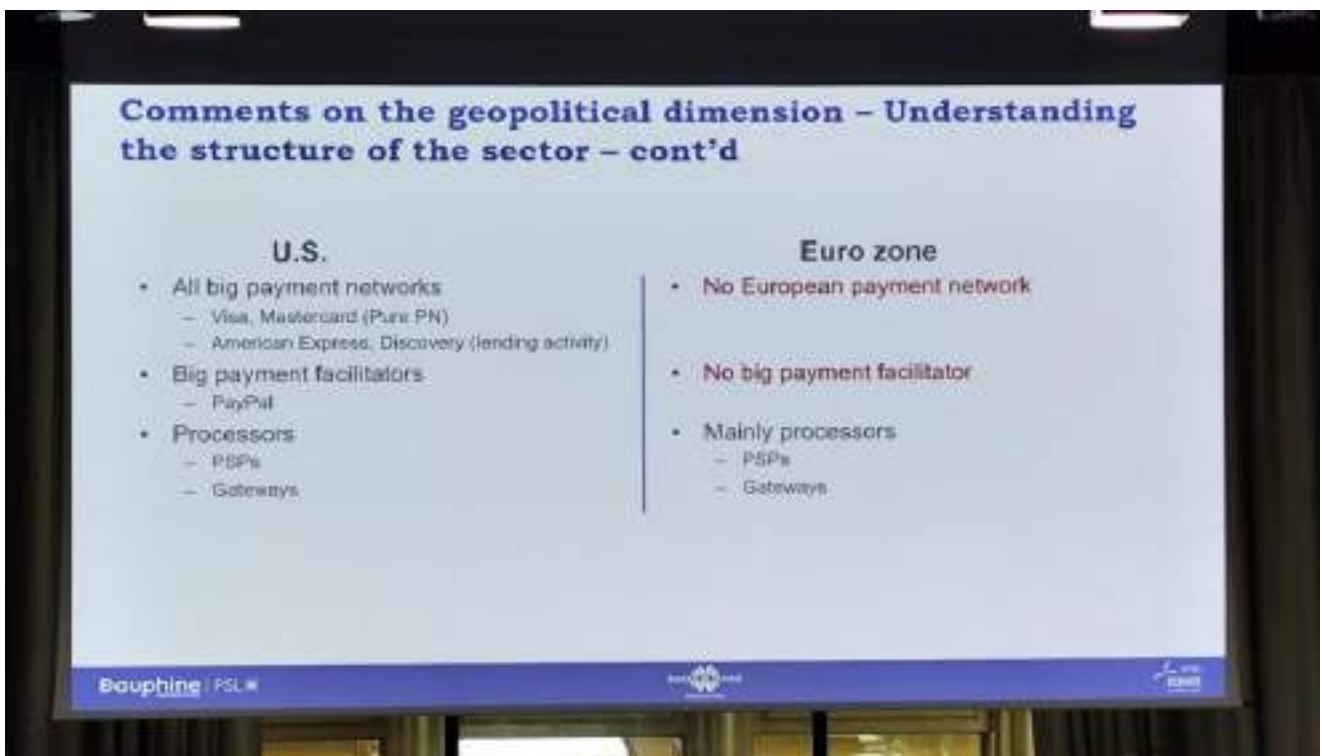 Comments on the geopolitical dimension – Understanding
the structure of the sector – cont’d
U.S.
• All big payment networks
– Visa, Mastercard (Pure PN)
– American Express, Discovery (lending activity)
• Big payment facilitators
– PayPal
• Processors
– PSPs
– Gateways
Euro zone
• No European payment network
• No big payment facilitator
• Mainly processors
– PSPs
– Gateways
Dauphine | PSL